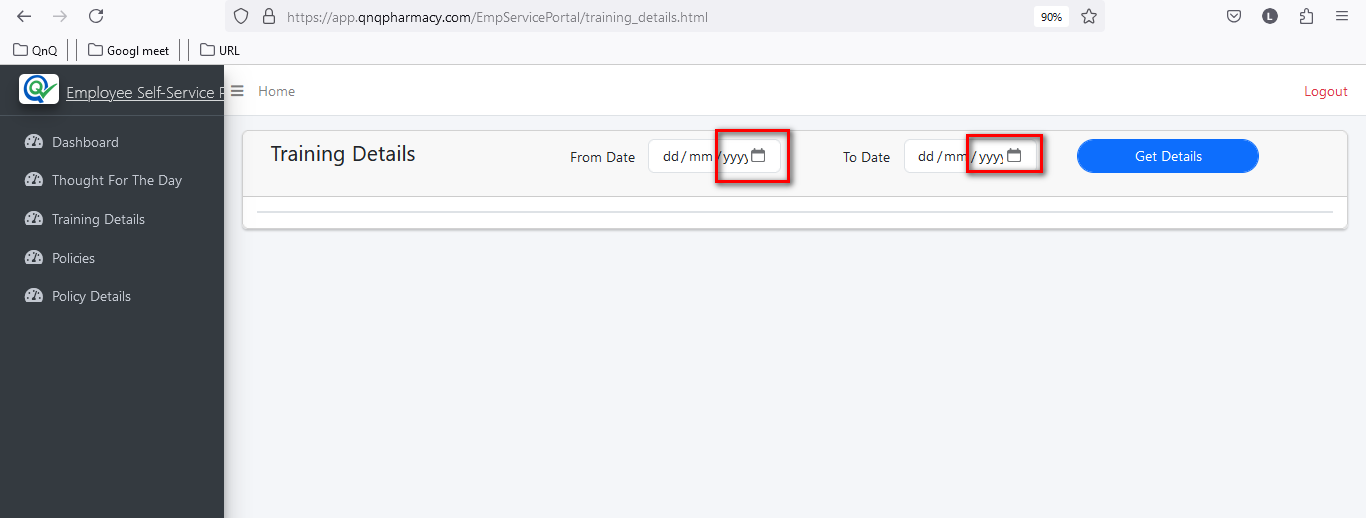 https://app.qnqpharmacy.com/EmpServicePortal/training_details.html 90% L
QnQ Googl meet URL
Employee Self-Service P Home Logout
Dashboard
Thought For The Day
Training Details
Policies
Policy Details
Training Details From Date dd/mm/yyyy To Date dd/mm/yyyy Get Details